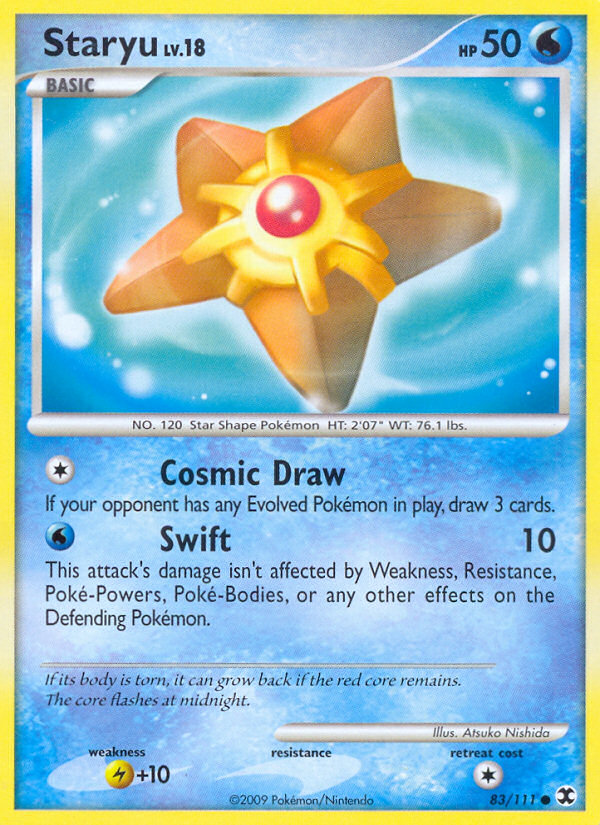 Staryu LV.18
HP 50
BASIC
NO. 120 Star Shape Pokémon HT: 2'07" WT: 76.1 lbs.
Cosmic Draw
If your opponent has any Evolved Pokémon in play, draw 3 cards.
Swift 10
This attack's damage isn't affected by Weakness, Resistance,
Poké-Powers, Poké-Bodies, or any other effects on the
Defending Pokémon.
If its body is torn, it can grow back if the red core remains.
The core flashes at midnight.
Illus. Atsuko Nishida
weakness resistance retreat cost
+10
©2009 Pokémon/Nintendo 83/111